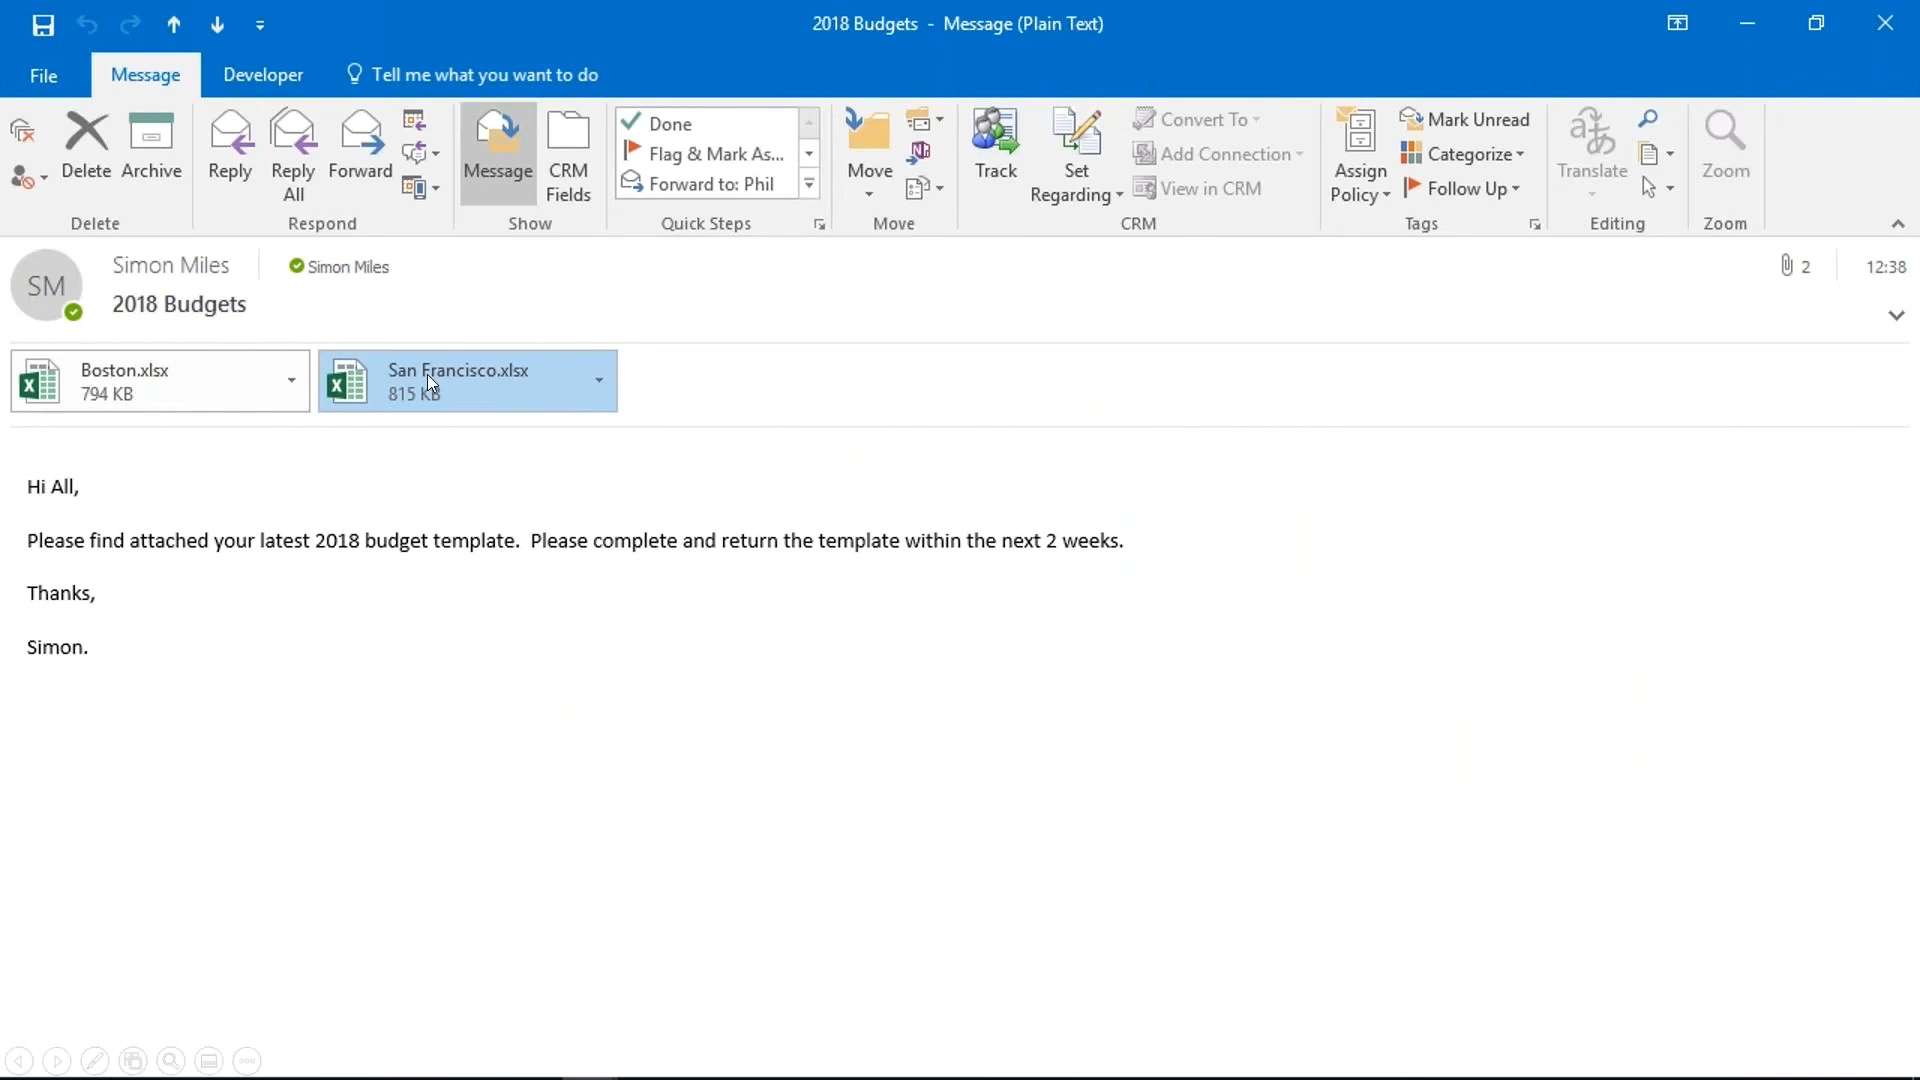 2018 Budgets - Message (Plain Text)
File
Message
Developer
Tell me what you want to do
Delete
Archive
Reply
Reply All
Forward
Message
CRM Fields
Done
Flag & Mark As...
Forward to: Phil
Move
Track
Set Regarding
Convert To
Add Connection
View in CRM
Assign Policy
Mark Unread
Categorize
Follow Up
Translate
Zoom
Delete
Respond
Show
Quick Steps
Move
CRM
Tags
Editing
Zoom
SM
Simon Miles
Simon Miles
2
12:38
2018 Budgets
Boston.xlsx
794 KB
San Francisco.xlsx
815 KB
Hi All,
Please find attached your latest 2018 budget template. Please complete and return the template within the next 2 weeks.
Thanks,
Simon.